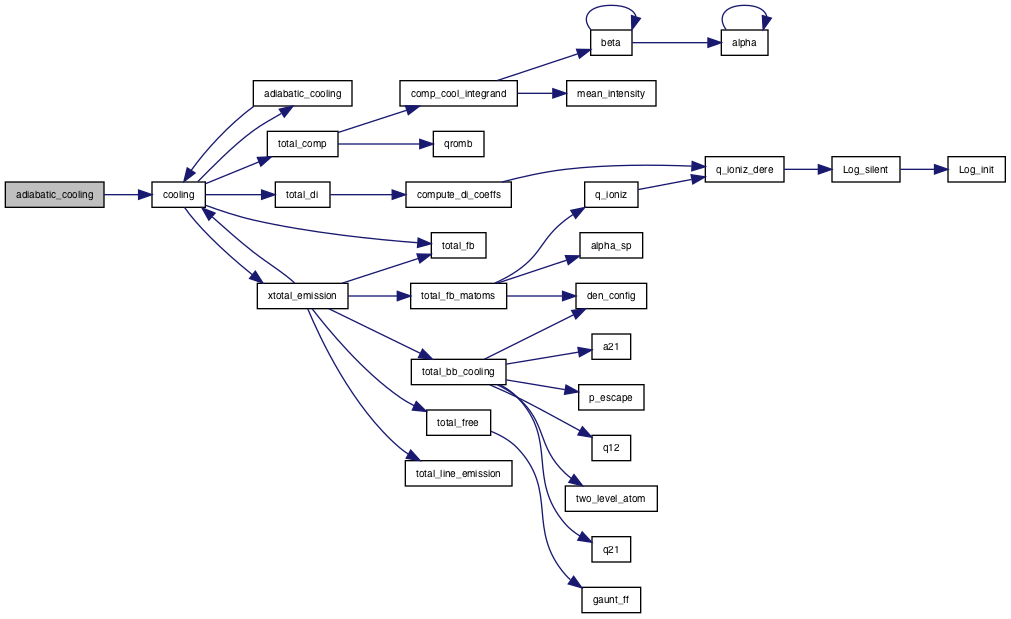 beta
alpha
adiabatic_cooling
comp_cool_integrand
mean_intensity
total_comp
qromb
q_ioniz_dere
Log_silent
Log_init
adiabatic_cooling
cooling
total_di
compute_di_coeffs
q_ioniz
total_fb
alpha_sp
xtotal_emission
total_fb_matoms
den_config
a21
total_bb_cooling
p_escape
total_free
q12
total_line_emission
two_level_atom
q21
gaunt_ff